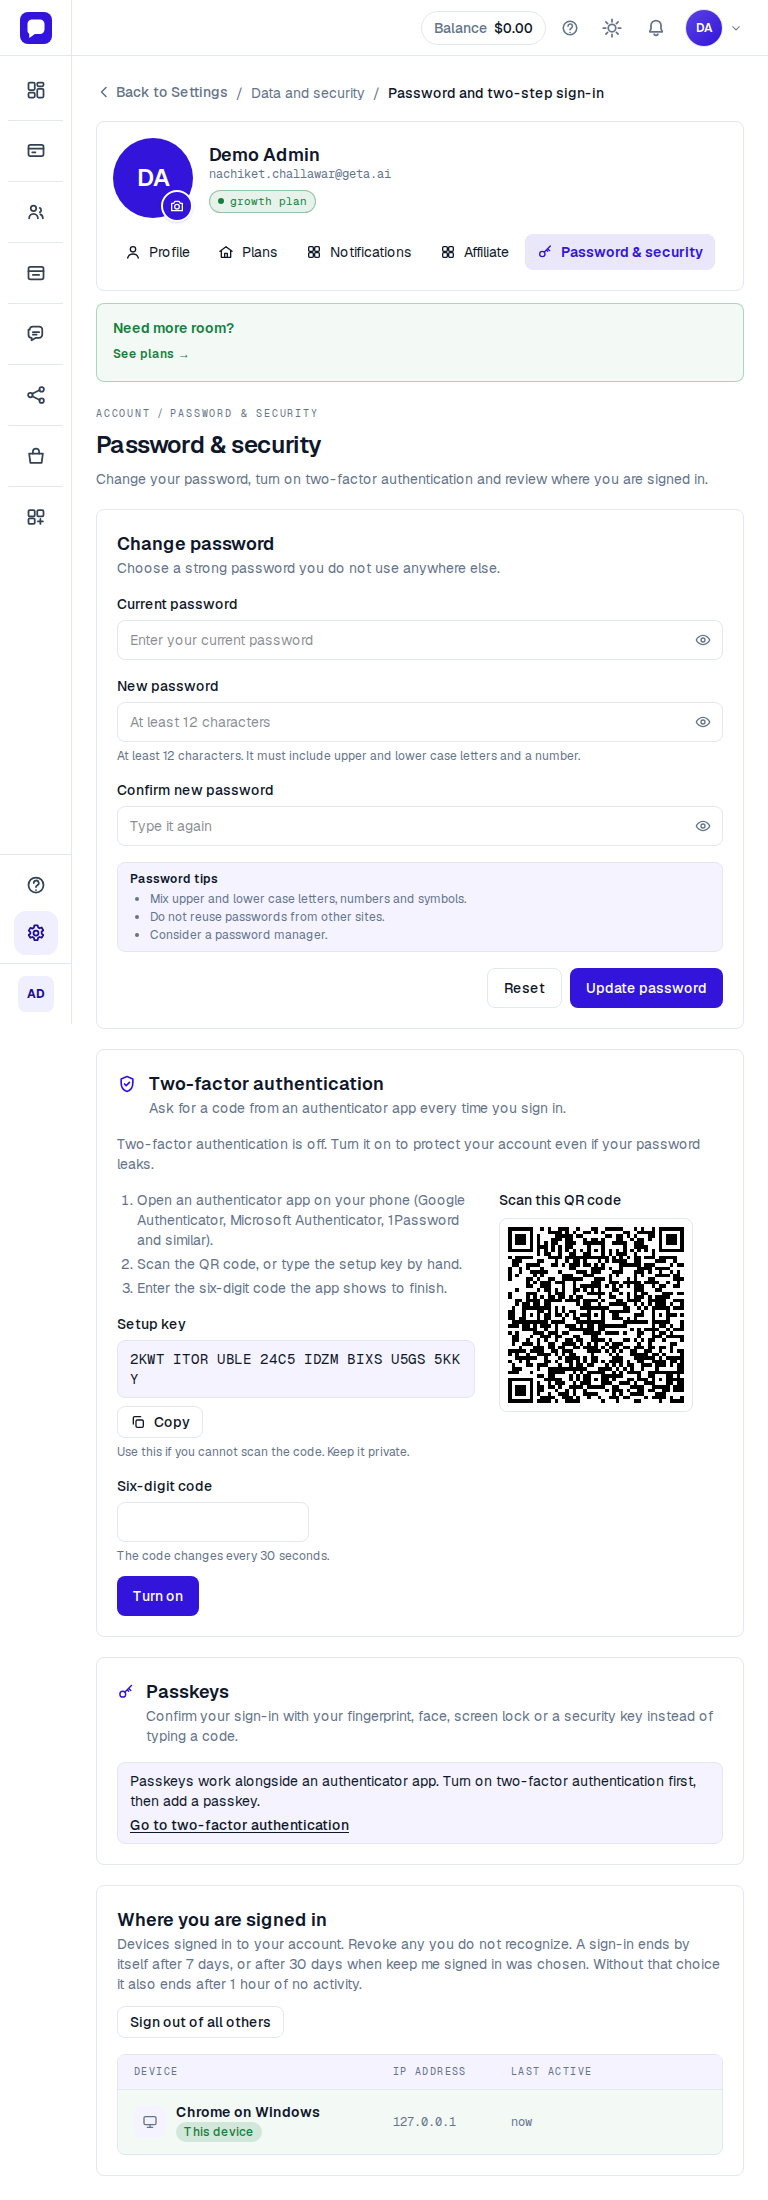 Balance $0.00
DA
Back to Settings / Data and security / Password and two-step sign-in
DA
Demo Admin
nachiket.challawar@geta.ai
growth plan
Profile
Plans
Notifications
Affiliate
Password & security
Need more room?
See plans →
ACCOUNT / PASSWORD & SECURITY
Password & security
Change your password, turn on two-factor authentication and review where you are signed in.
Change password
Choose a strong password you do not use anywhere else.
Current password
Enter your current password
New password
At least 12 characters
At least 12 characters. It must include upper and lower case letters and a number.
Confirm new password
Type it again
Password tips
• Mix upper and lower case letters, numbers and symbols.
• Do not reuse passwords from other sites.
• Consider a password manager.
Reset
Update password
AD
Two-factor authentication
Ask for a code from an authenticator app every time you sign in.
Two-factor authentication is off. Turn it on to protect your account even if your password
leaks.
1. Open an authenticator app on your phone (Google
Authenticator, Microsoft Authenticator, 1Password
and similar).
2. Scan the QR code, or type the setup key by hand.
3. Enter the six-digit code the app shows to finish.
Scan this QR code
Setup key
2KWT ITOR UBLE 24C5 IDZM BIXS U5GS 5KK
Y
Copy
Use this if you cannot scan the code. Keep it private.
Six-digit code
The code changes every 30 seconds.
Turn on
Passkeys
Confirm your sign-in with your fingerprint, face, screen lock or a security key instead of
typing a code.
Passkeys work alongside an authenticator app. Turn on two-factor authentication first,
then add a passkey.
Go to two-factor authentication
Where you are signed in
Devices signed in to your account. Revoke any you do not recognize. A sign-in ends by
itself after 7 days, or after 30 days when keep me signed in was chosen. Without that choice
it also ends after 1 hour of no activity.
Sign out of all others
DEVICE IP ADDRESS LAST ACTIVE
Chrome on Windows
This device
127.0.0.1
now